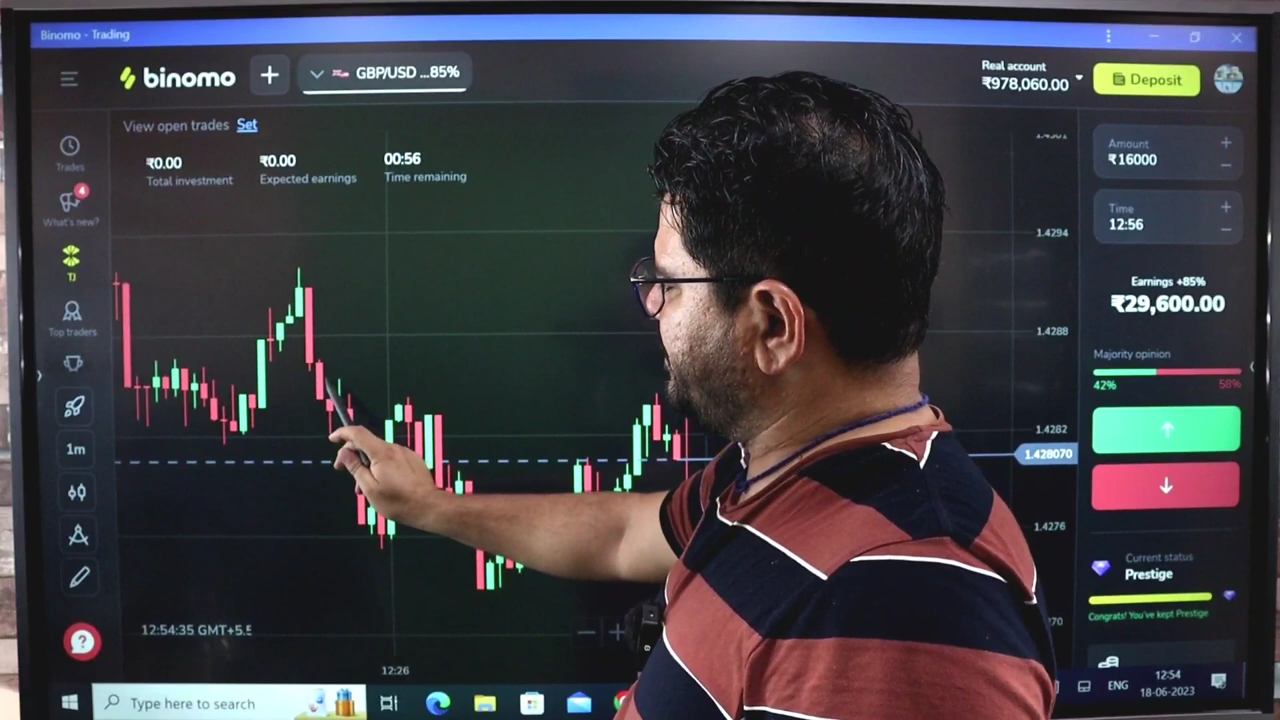 Binomo - Trading
binomo
+
GBP/USD ...85%
Real account
₹978,060.00
Deposit
View open trades Set
₹0.00
Total investment
₹0.00
Expected earnings
00:56
Time remaining
Trades
4
What's new?
TJ
Top traders
1m
?
1.4294
1.4288
1.4282
1.428070
1.4276
Amount
₹16000
+
−
Time
12:56
+
−
Earnings +85%
₹29,600.00
Majority opinion
42% 58%
Current status
Prestige
Congrats! You've kept Prestige
12:54:35 GMT+5.5
− +
12:26
Type here to search
ENG
12:54
18-06-2023